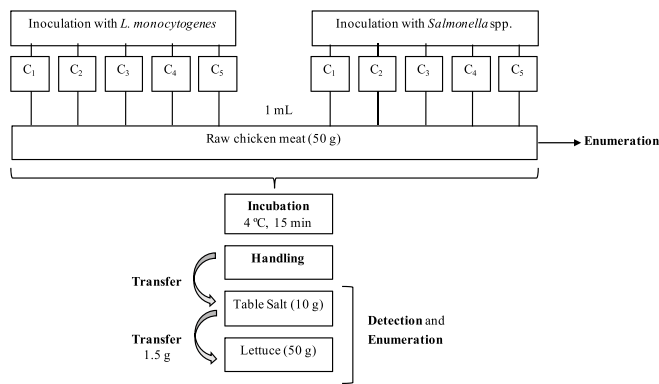 Inoculation with L. monocytogenes
Inoculation with Salmonella spp.
C1 C2 C3 C4 C5
C1 C2 C3 C4 C5
1 mL
Raw chicken meat (50 g)
Enumeration
Incubation
4 ºC, 15 min
Handling
Transfer
Table Salt (10 g)
Transfer
1.5 g
Lettuce (50 g)
Detection and
Enumeration